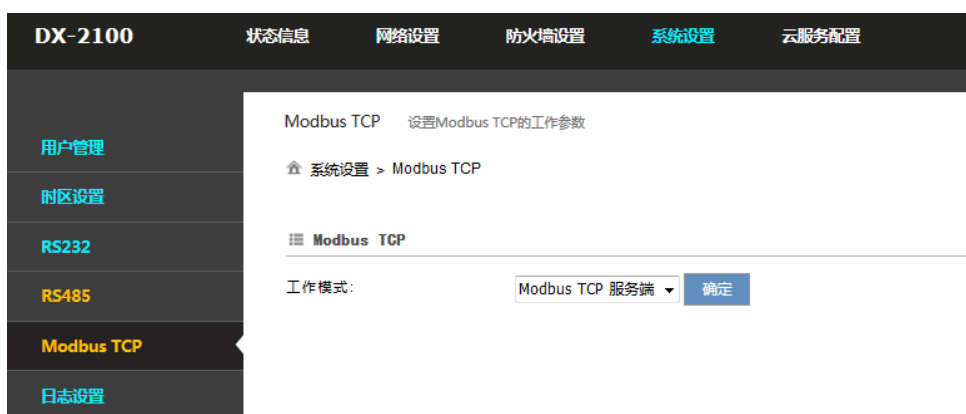 DX-2100 状态信息 网络设置 防火墙设置 系统设置 云服务配置
Modbus TCP 设置Modbus TCP的工作参数
用户管理
系统设置 > Modbus TCP
时区设置
RS232
Modbus TCP
RS485
工作模式: Modbus TCP 服务端 确定
Modbus TCP
日志设置